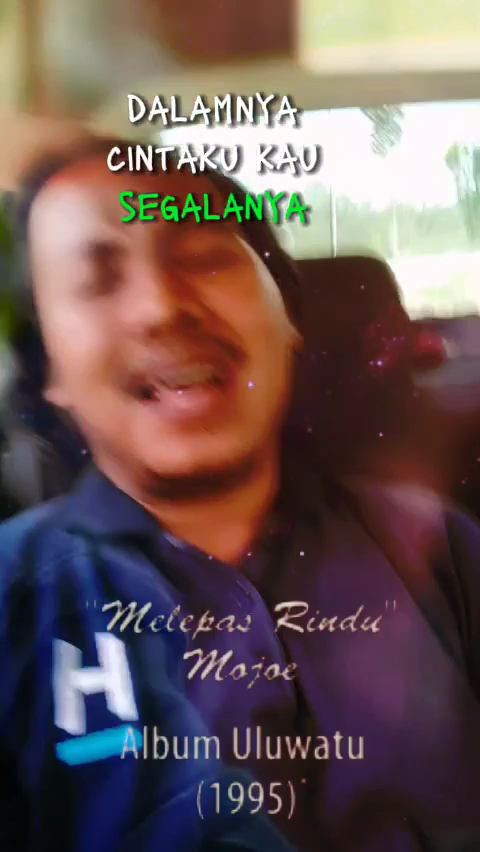 DALAMNYA
CINTAKU KAU
SEGALANYA
"Melepas Rindu"
Mojoe
H
Album Uluwatu
(1995)